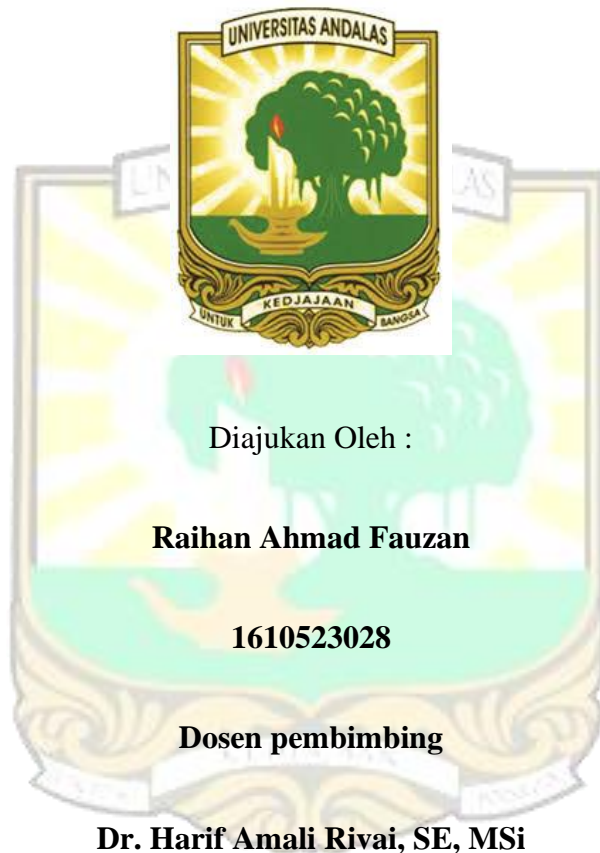 UNIVERSITAS ANDALAS
UNTUK KEDJAJAAN BANGSA
Diajukan Oleh :
Raihan Ahmad Fauzan
1610523028
Dosen pembimbing
Dr. Harif Amali Rivai, SE, MSi